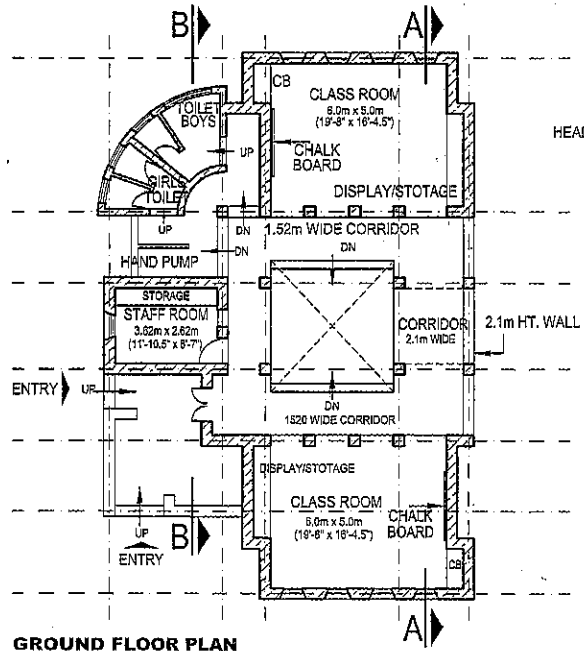 B
A
CB
CLASS ROOM
6.0m x 5.0m
(19'-8" x 16'-4.5")
TOILET
BOYS
UP
CHALK
BOARD
HEAD
GIRLS
TOILET
DISPLAY/STOTAGE
UP
DN
1.52m WIDE CORRIDOR
DN
DN
HAND PUMP
STORAGE
STAFF ROOM
3.62m x 2.62m
(11'-10.5" x 8'-7")
CORRIDOR
2.1m WIDE
2.1m HT. WALL
ENTRY
UP
DN
1520 WIDE CORRIDOR
DISPLAY/STOTAGE
CLASS ROOM
6.0m x 5.0m
(19'-8" x 16'-4.5")
CHALK
BOARD
UP
B
ENTRY
CB
A
GROUND FLOOR PLAN